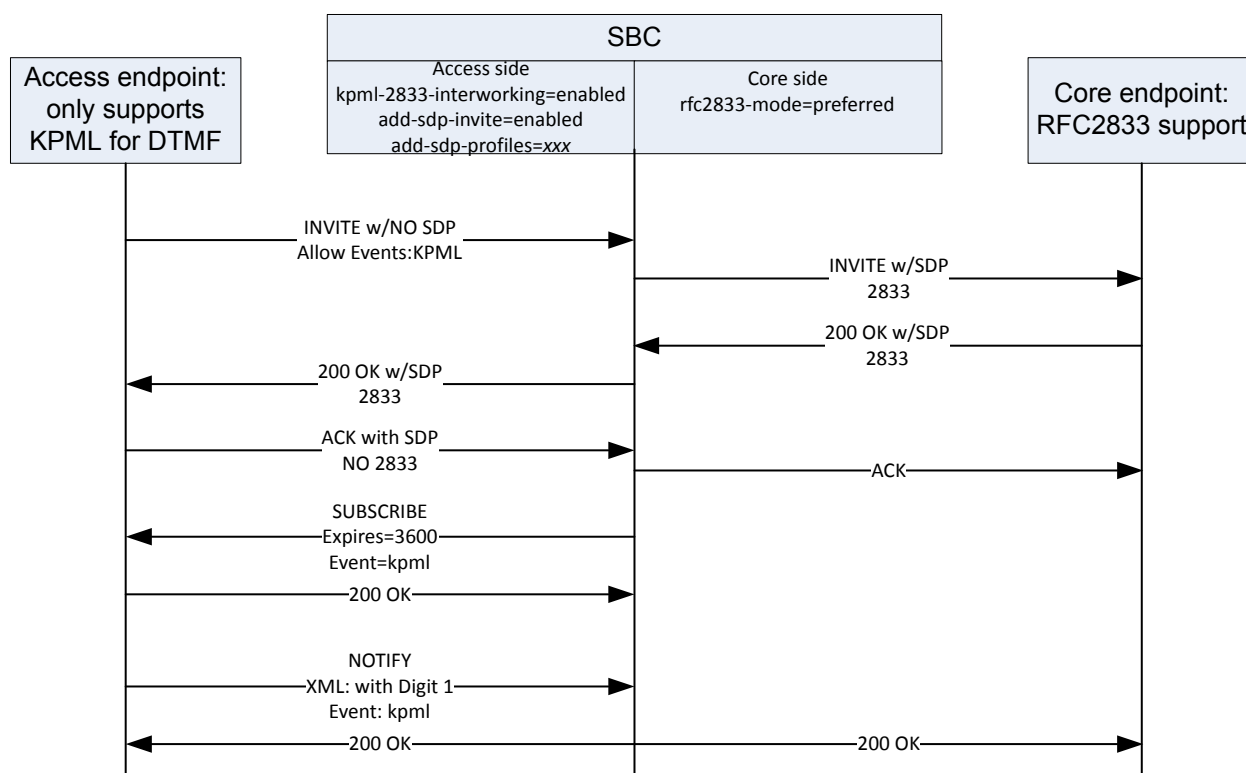 SBC
Access endpoint:
only supports
KPML for DTMF
Access side
kpml-2833-interworking=enabled
add-sdp-invite=enabled
add-sdp-profiles=xxx
Core side
rfc2833-mode=preferred
Core endpoint:
RFC2833 support
INVITE w/NO SDP
Allow Events:KPML
INVITE w/SDP
2833
200 OK w/SDP
2833
200 OK w/SDP
2833
ACK with SDP
NO 2833
ACK
SUBSCRIBE
Expires=3600
Event=kpml
200 OK
NOTIFY
XML: with Digit 1
Event: kpml
200 OK
200 OK